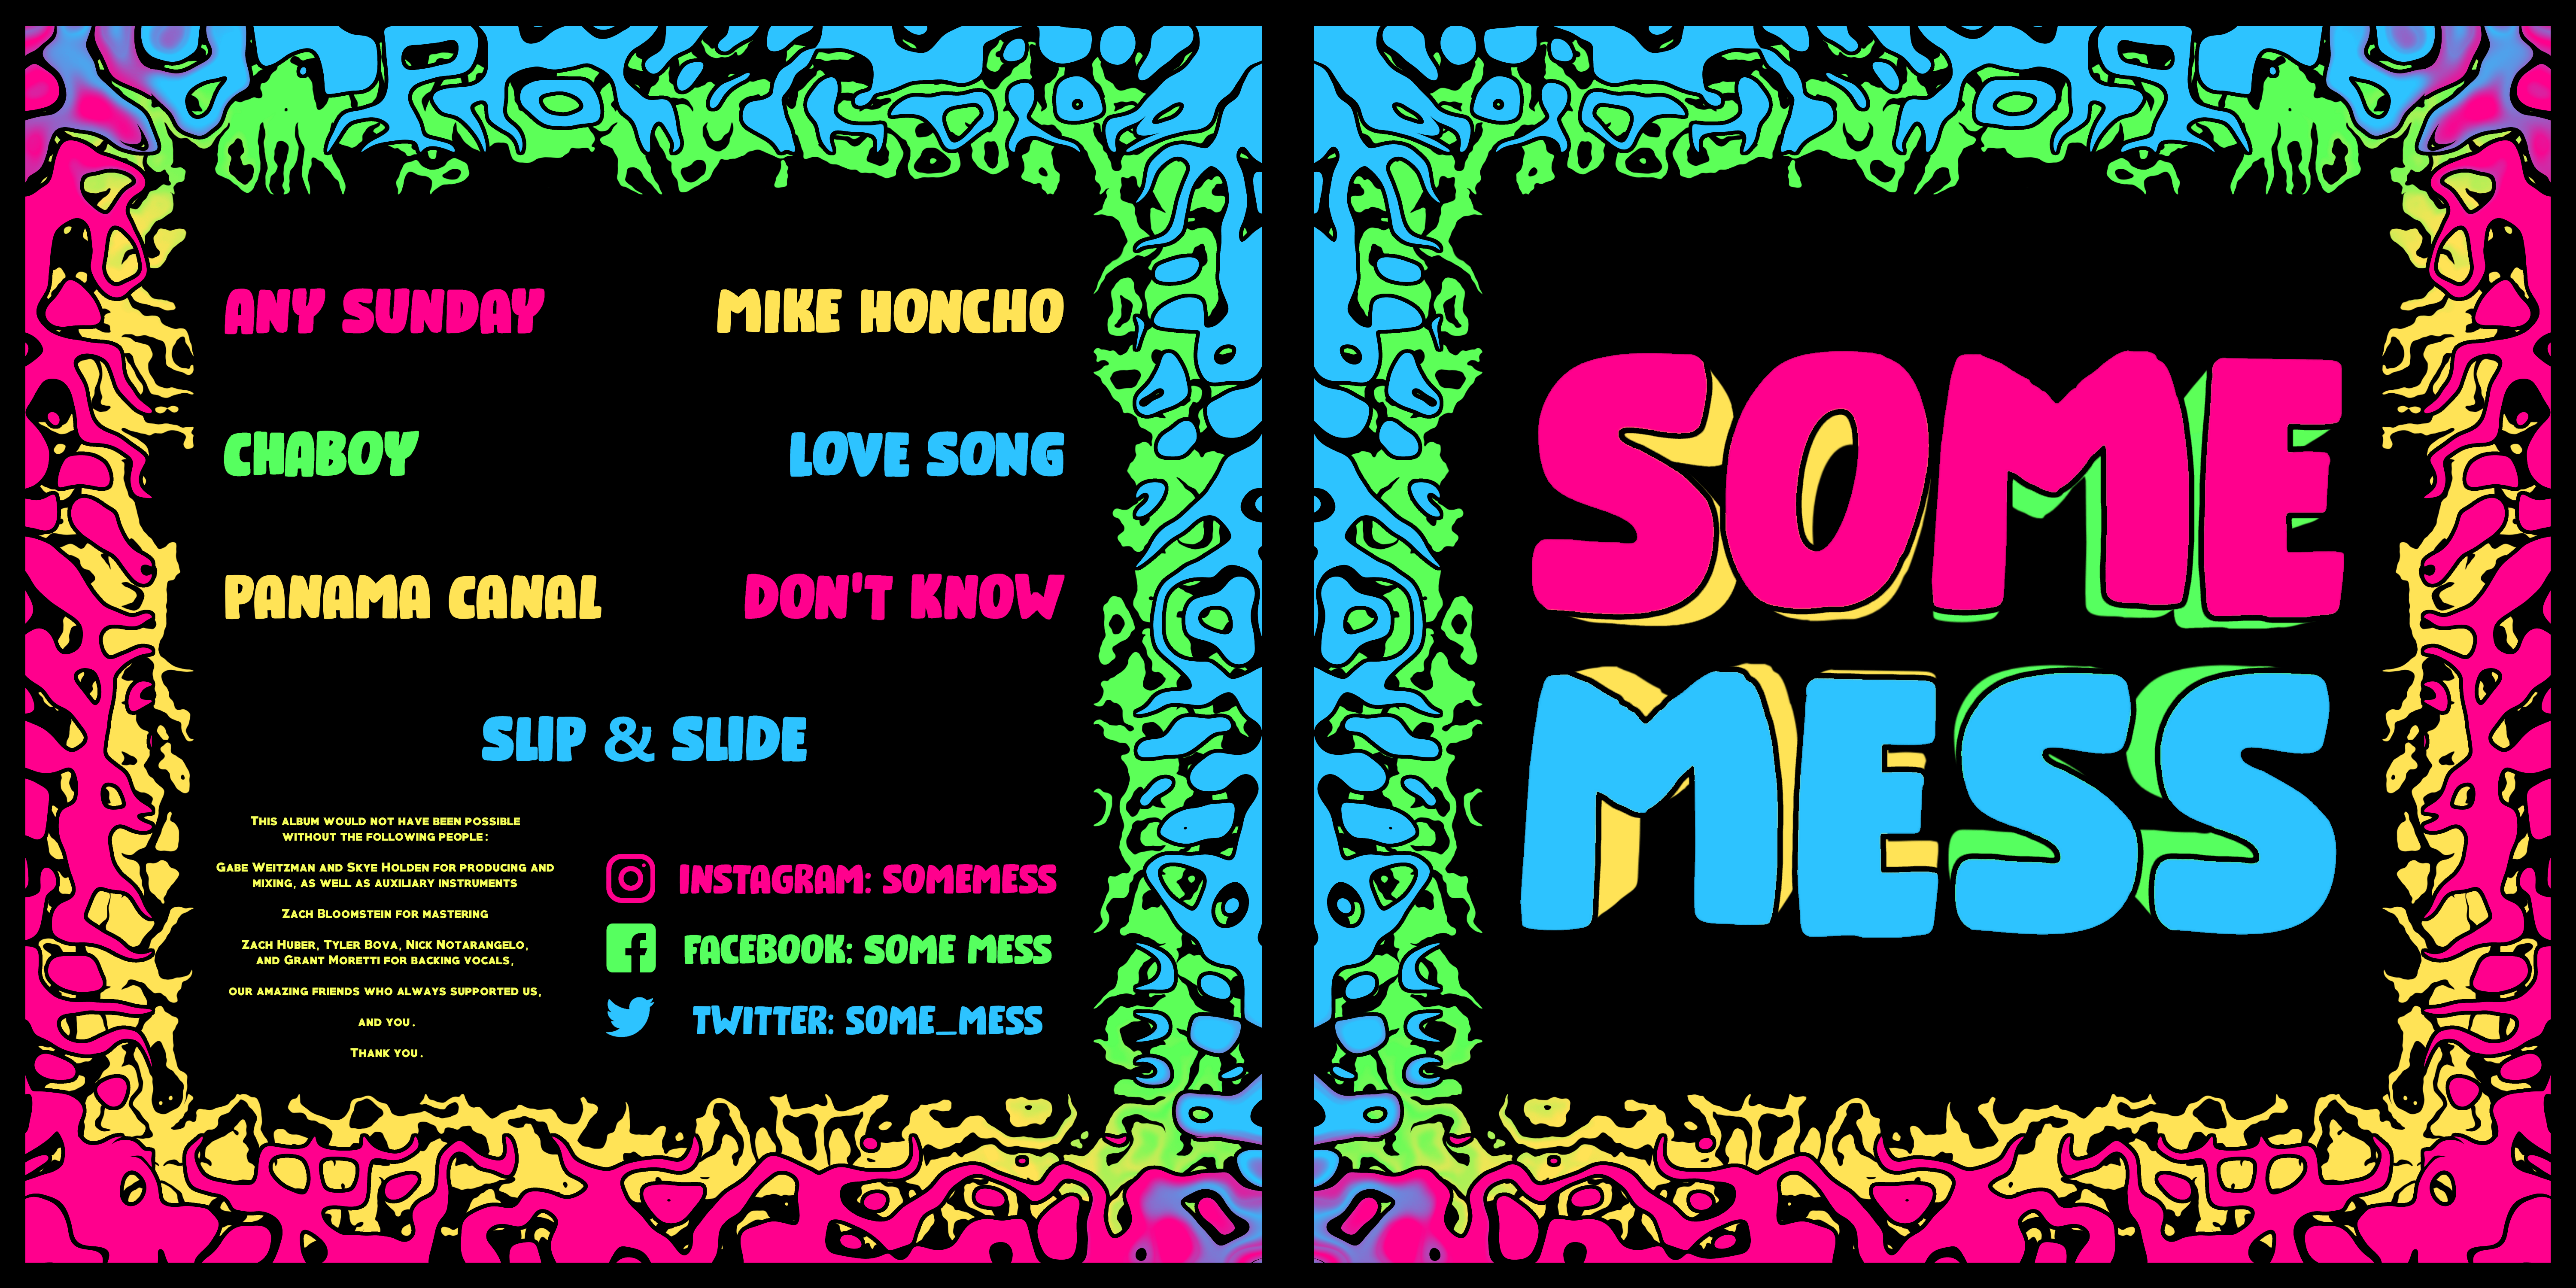 ANY SUNDAY
MIKE HONCHO
CHABOY
LOVE SONG
PANAMA CANAL
DON'T KNOW
SLIP & SLIDE
THIS ALBUM WOULD NOT HAVE BEEN POSSIBLE
WITHOUT THE FOLLOWING PEOPLE:
GABE WEITZMAN AND SKYE HOLDEN FOR PRODUCING AND
MIXING, AS WELL AS AUXILIARY INSTRUMENTS
ZACH BLOOMSTEIN FOR MASTERING
ZACH HUBER, TYLER BOVA, NICK NOTARANGELO,
AND GRANT MORETTI FOR BACKING VOCALS,
OUR AMAZING FRIENDS WHO ALWAYS SUPPORTED US,
AND YOU.
THANK YOU.
INSTAGRAM: SOMEMESS
FACEBOOK: SOME MESS
TWITTER: SOME_MESS
SOME
MESS